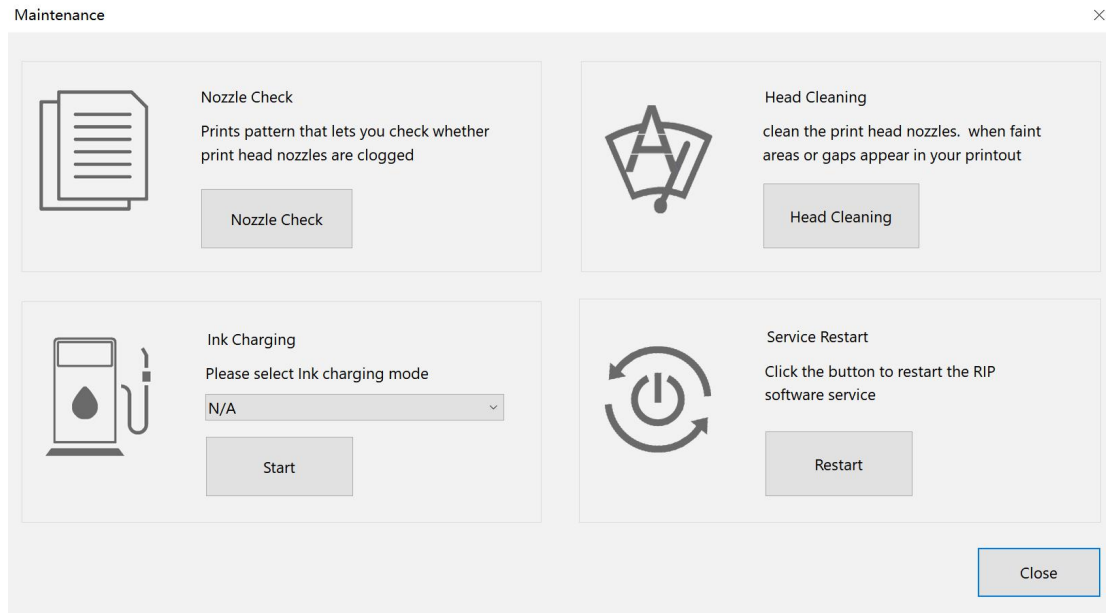 Maintenance
Nozzle Check
Prints pattern that lets you check whether
print head nozzles are clogged
Nozzle Check
Head Cleaning
clean the print head nozzles.  when faint
areas or gaps appear in your printout
Head Cleaning
Ink Charging
Please select Ink charging mode
N/A
Start
Service Restart
Click the button to restart the RIP
software service
Restart
Close